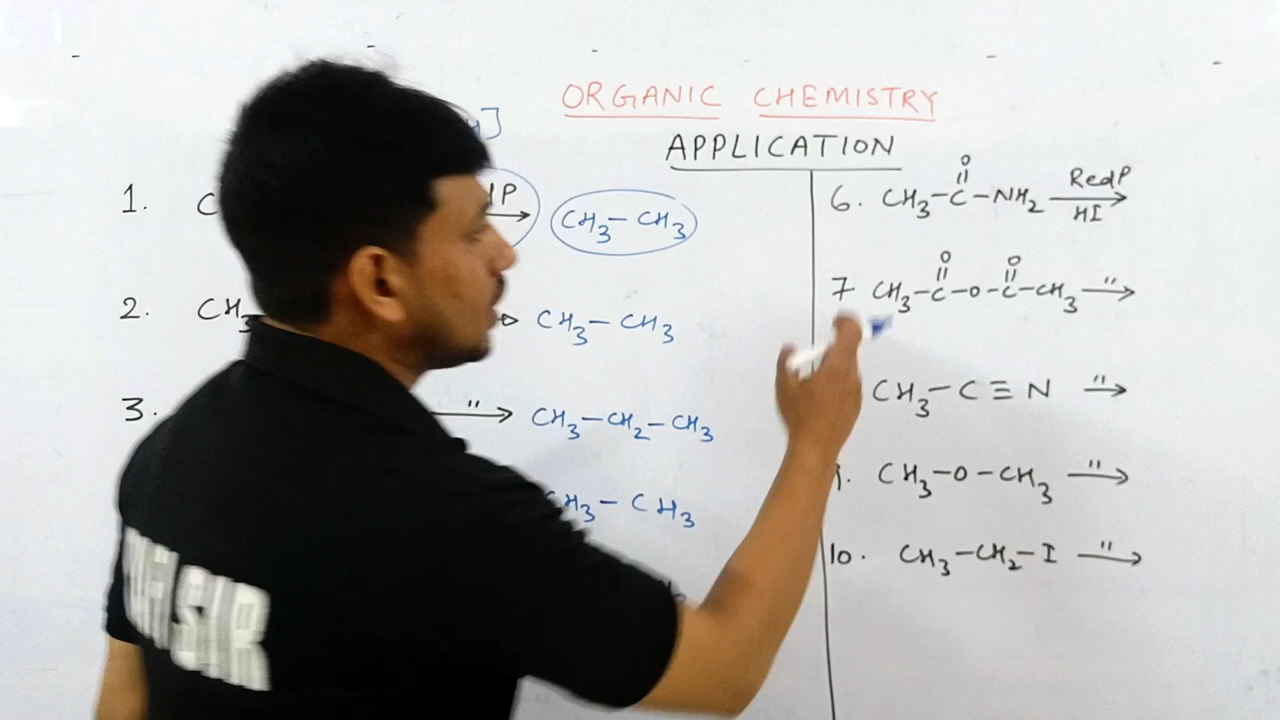 ORGANIC CHEMISTRY
APPLICATION
1. C P → CH3-CH3
2. CH3 → CH3-CH3
3. " → CH3-CH2-CH3
CH3-CH3
6. CH3-C(=O)-NH2 Red P / HI →
7 CH3-C(=O)-O-C(=O)-CH3 " →
CH3-C≡N " →
9. CH3-O-CH3 " →
10. CH3-CH2-I " →
SIR